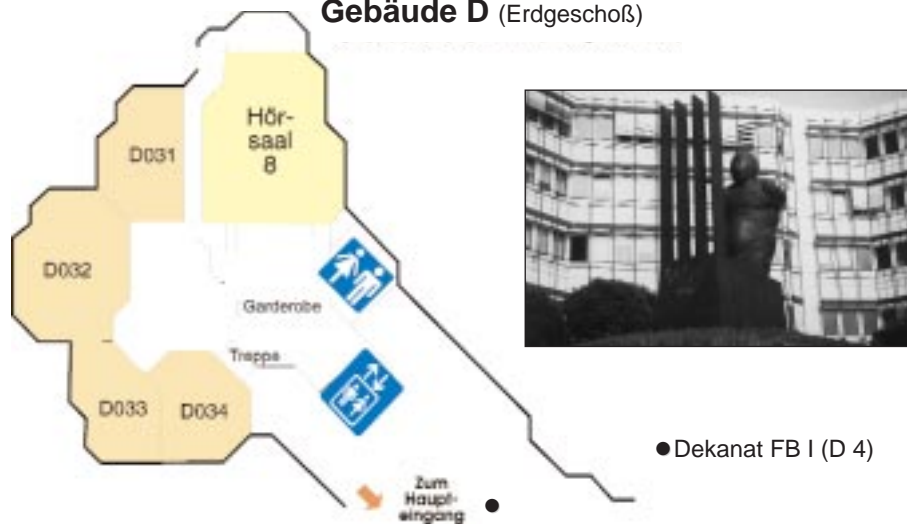 Gebäude D (Erdgeschoß)
Hör-
saal
8
D031
D032
Garderobe
Treppe
D033
D034
Dekanat FB I (D 4)
Zum
Haupt-
eingang